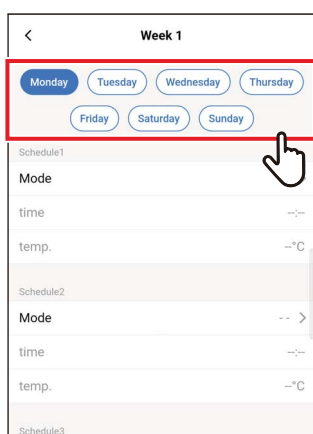 Week 1
Monday Tuesday Wednesday Thursday
Friday Saturday Sunday
Schedule1
Mode
time --:--
temp. --°C
Schedule2
Mode -- >
time --:--
temp. --°C
Schedule3